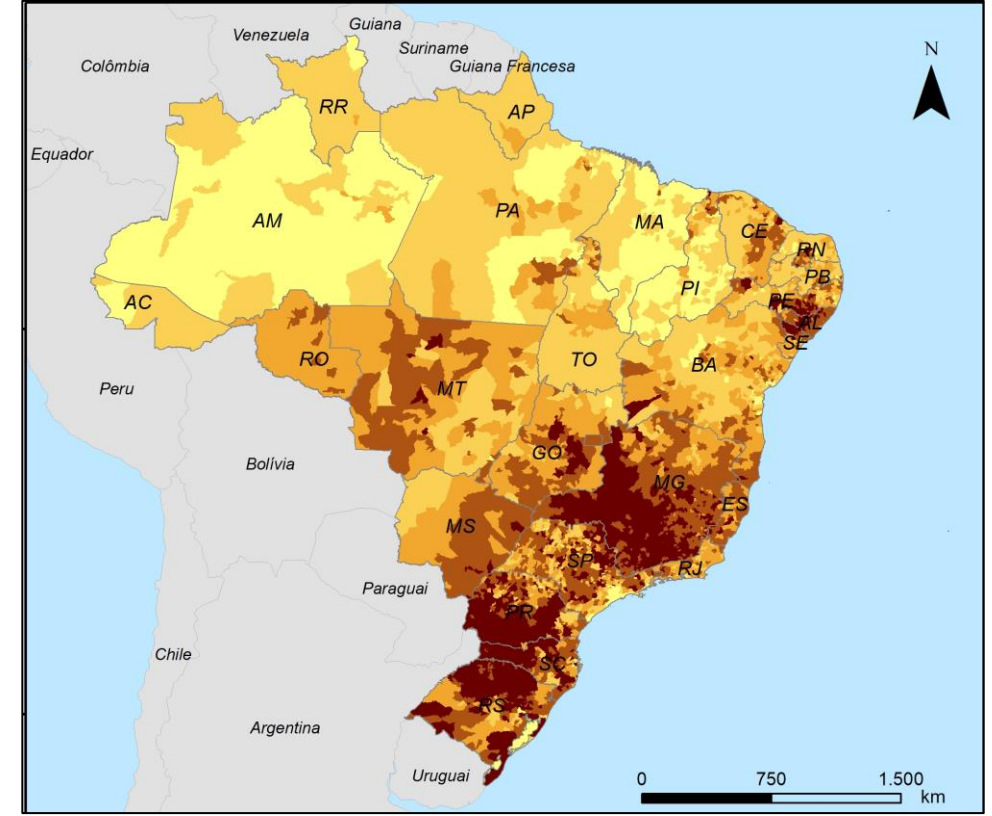 Guiana
Venezuela
Suriname
Guiana Francesa
Colômbia
N
RR
AP
Equador
AM
PA
MA
CE
RN
PB
PI
PE
AL
SE
AC
RO
MT
TO
BA
Peru
Bolívia
GO
MG
ES
MS
SP
RJ
Paraguai
PR
SC
Chile
RS
Argentina
Uruguai
0 750 1.500
km